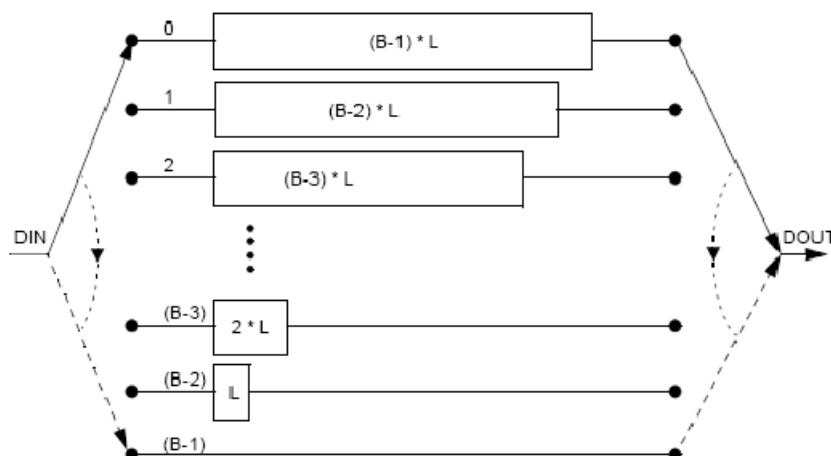 0
(B-1) * L
1
(B-2) * L.
2
(B-3) * L
DIN
DOUT
(B-3)
2 * L
(B-2)
L
(B-1)